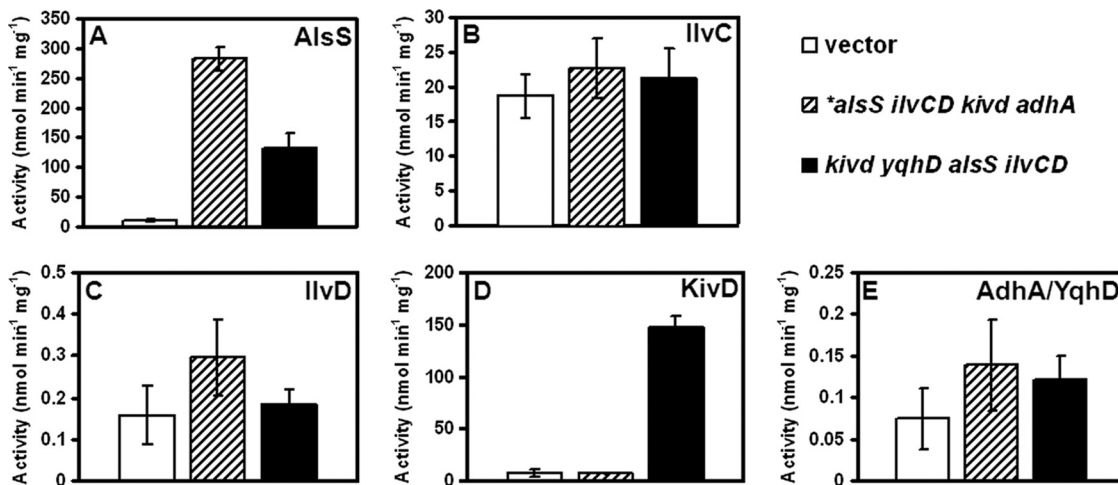 A AlsS
Activity (nmol min⁻¹ mg⁻¹)
350
300
250
200
150
100
50
0
B IlvC
Activity (nmol min⁻¹ mg⁻¹)
30
25
20
15
10
5
0
vector
*alsS ilvCD kivd adhA
kivd yqhD alsS ilvCD
C IlvD
Activity (nmol min⁻¹ mg⁻¹)
0.5
0.4
0.3
0.2
0.1
0
D KivD
Activity (nmol min⁻¹ mg⁻¹)
200
150
100
50
0
E AdhA/YqhD
Activity (nmol min⁻¹ mg⁻¹)
0.25
0.2
0.15
0.1
0.05
0